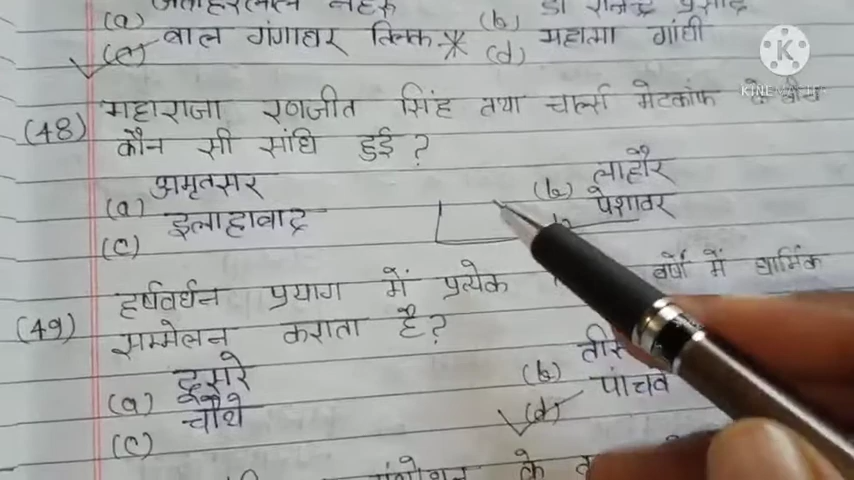 (a) जवाहरलाल नेहरू (b) डॉ राजेन्द्र प्रसाद
(c) बाल गंगाधर तिलक * (d) महात्मा गांधी
KINEMASTER
(48) महाराजा रणजीत सिंह तथा चार्ल्स मेटकॉफ के बीच
कौन सी संधि हुई ?
(a) अमृतसर (b) लाहौर
(c) इलाहाबाद पेशावर
(49) हर्षवर्धन प्रयाग में प्रत्येक वर्षो में धार्मिक
सम्मेलन कराता है ?
(a) दूसरे (b)
(c) चौथे (d) पांचवे
के